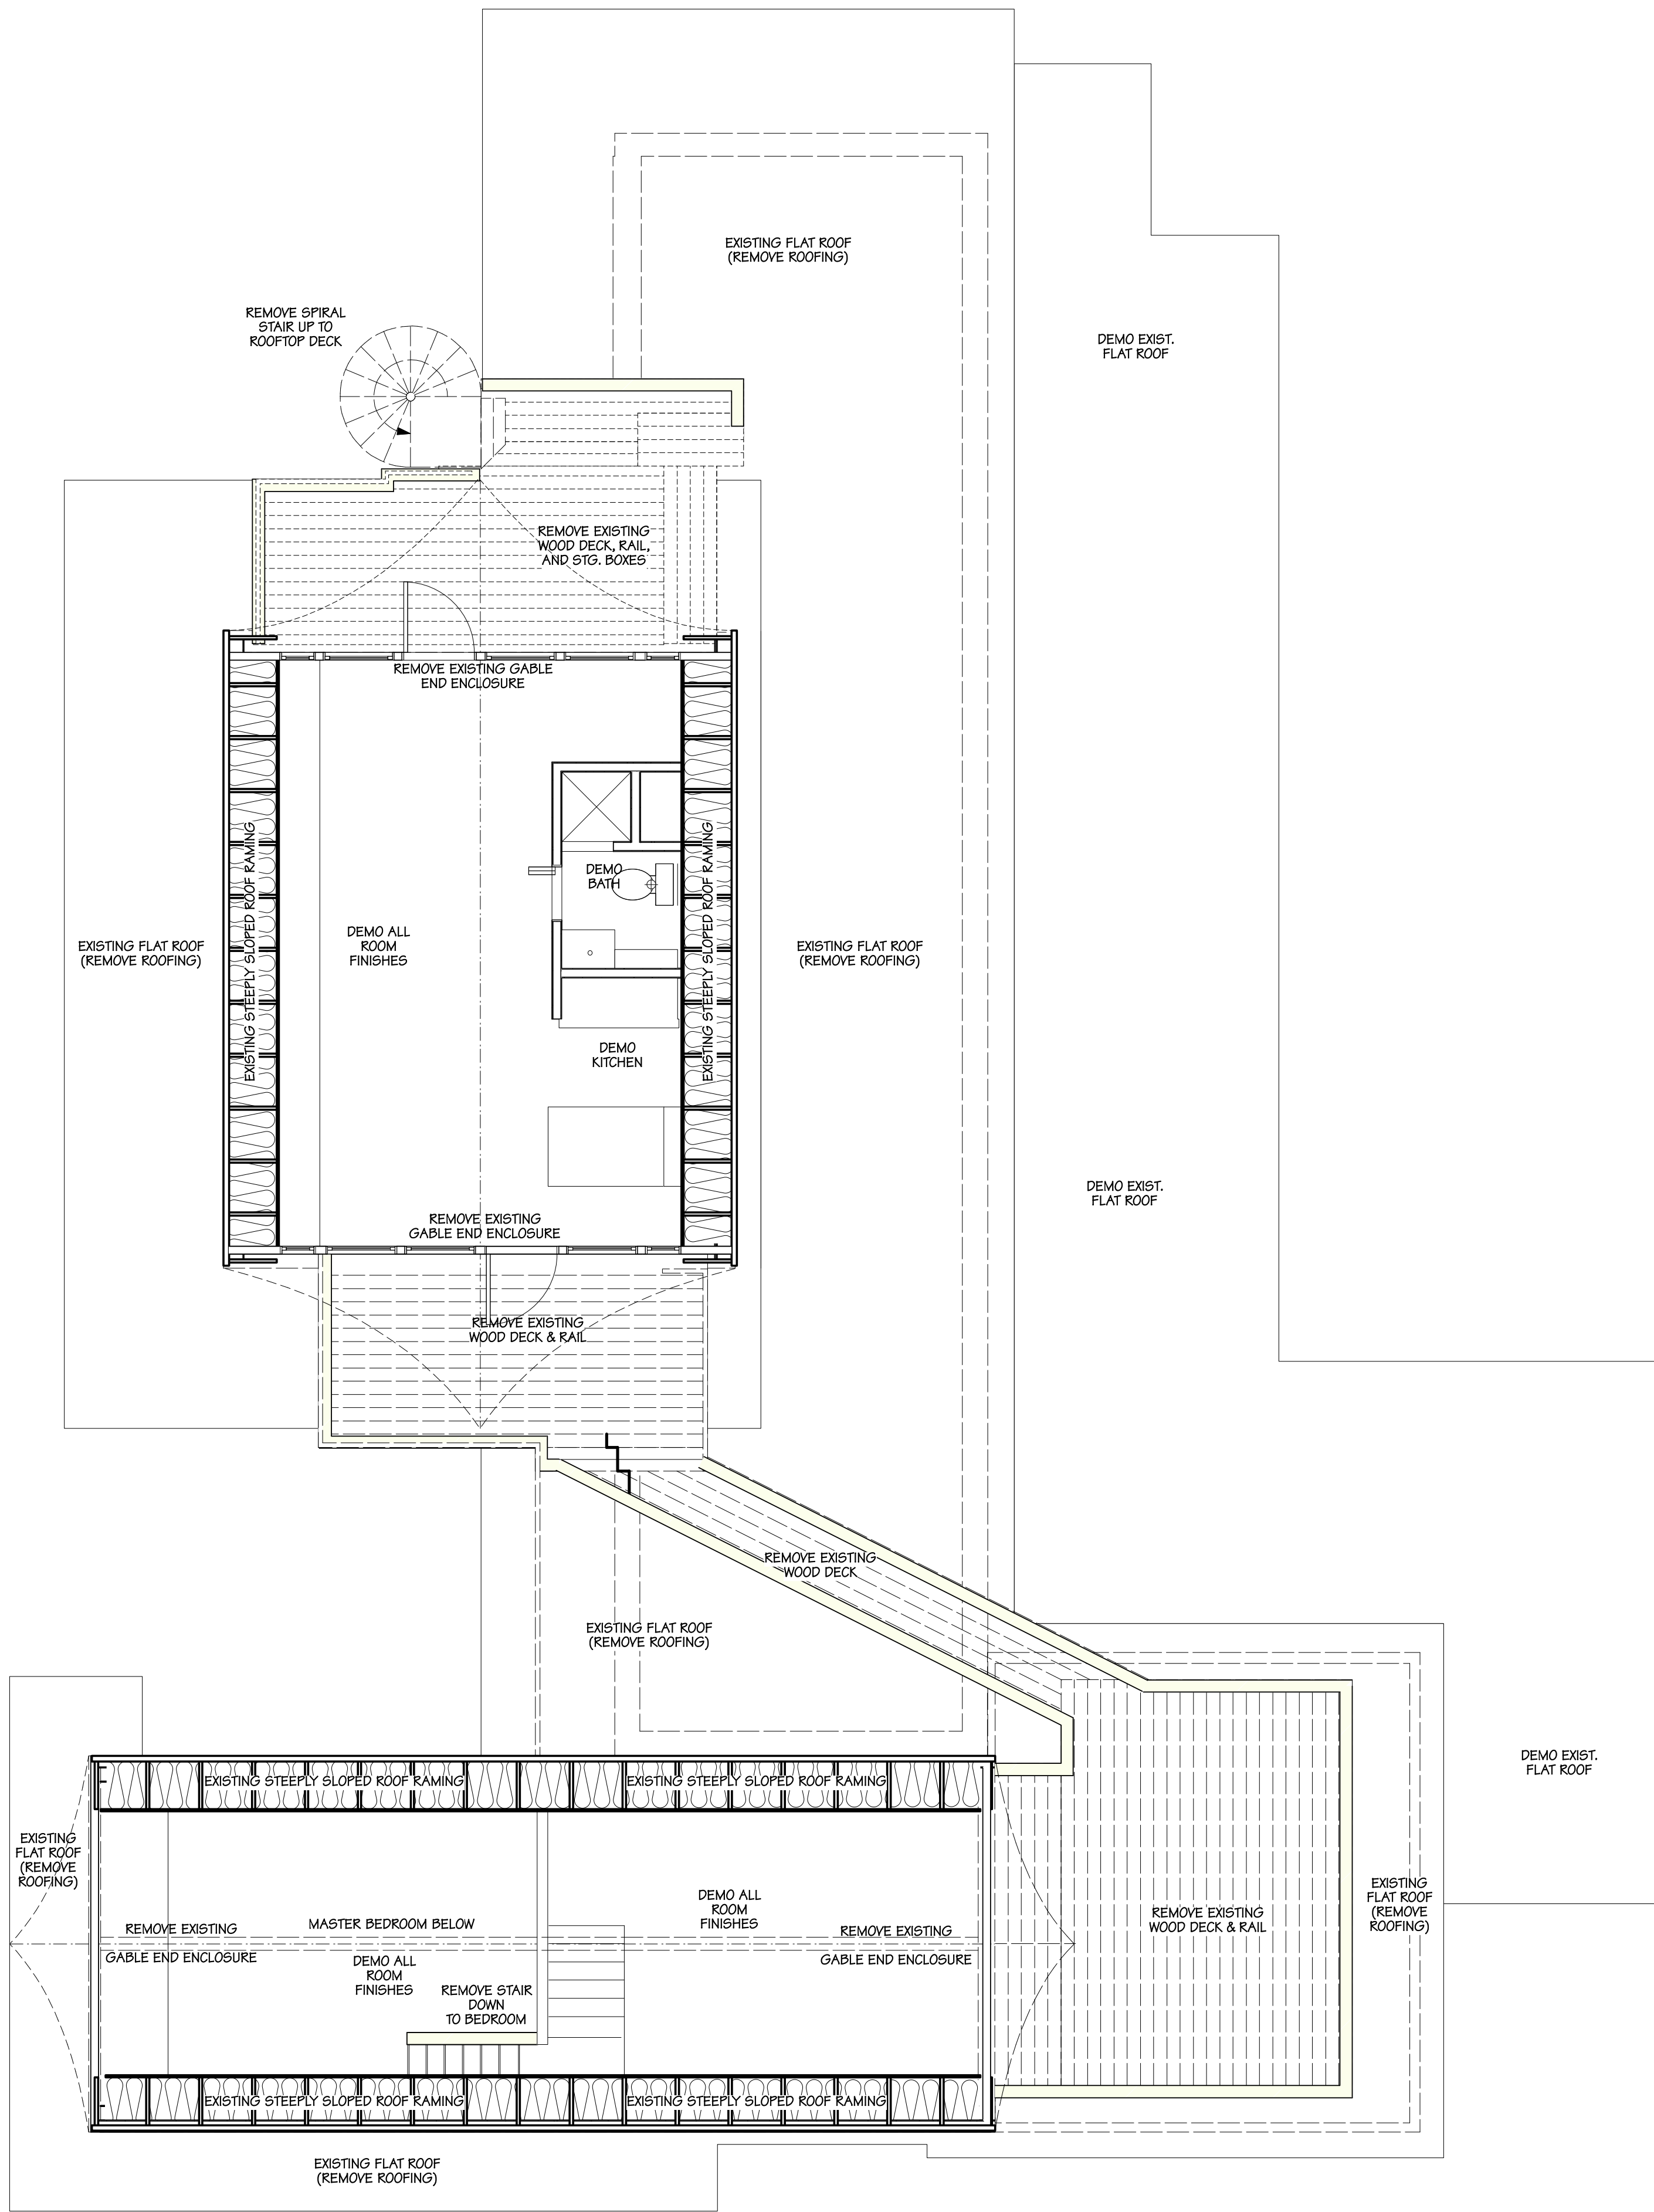 EXISTING FLAT ROOF
(REMOVE ROOFING)
REMOVE SPIRAL
STAIR UP TO
ROOFTOP DECK
DEMO EXIST.
FLAT ROOF
REMOVE EXISTING
WOOD DECK, RAIL,
AND STG. BOXES
REMOVE EXISTING GABLE
END ENCLOSURE
EXISTING STEEPLY SLOPED ROOF RAMING
EXISTING STEEPLY SLOPED ROOF RAMING
DEMO
BATH
EXISTING FLAT ROOF
(REMOVE ROOFING)
DEMO ALL
ROOM
FINISHES
EXISTING FLAT ROOF
(REMOVE ROOFING)
DEMO
KITCHEN
DEMO EXIST.
FLAT ROOF
REMOVE EXISTING
GABLE END ENCLOSURE
REMOVE EXISTING
WOOD DECK & RAIL
REMOVE EXISTING
WOOD DECK
EXISTING FLAT ROOF
(REMOVE ROOFING)
DEMO EXIST.
FLAT ROOF
EXISTING STEEPLY SLOPED ROOF RAMING
EXISTING STEEPLY SLOPED ROOF RAMING
EXISTING
FLAT ROOF
(REMOVE
ROOFING)
DEMO ALL
ROOM
FINISHES
EXISTING
FLAT ROOF
(REMOVE
ROOFING)
REMOVE EXISTING
WOOD DECK & RAIL
REMOVE EXISTING
GABLE END ENCLOSURE
MASTER BEDROOM BELOW
REMOVE EXISTING
GABLE END ENCLOSURE
DEMO ALL
ROOM
FINISHES
REMOVE STAIR
DOWN
TO BEDROOM
EXISTING STEEPLY SLOPED ROOF RAMING
EXISTING STEEPLY SLOPED ROOF RAMING
EXISTING FLAT ROOF
(REMOVE ROOFING)